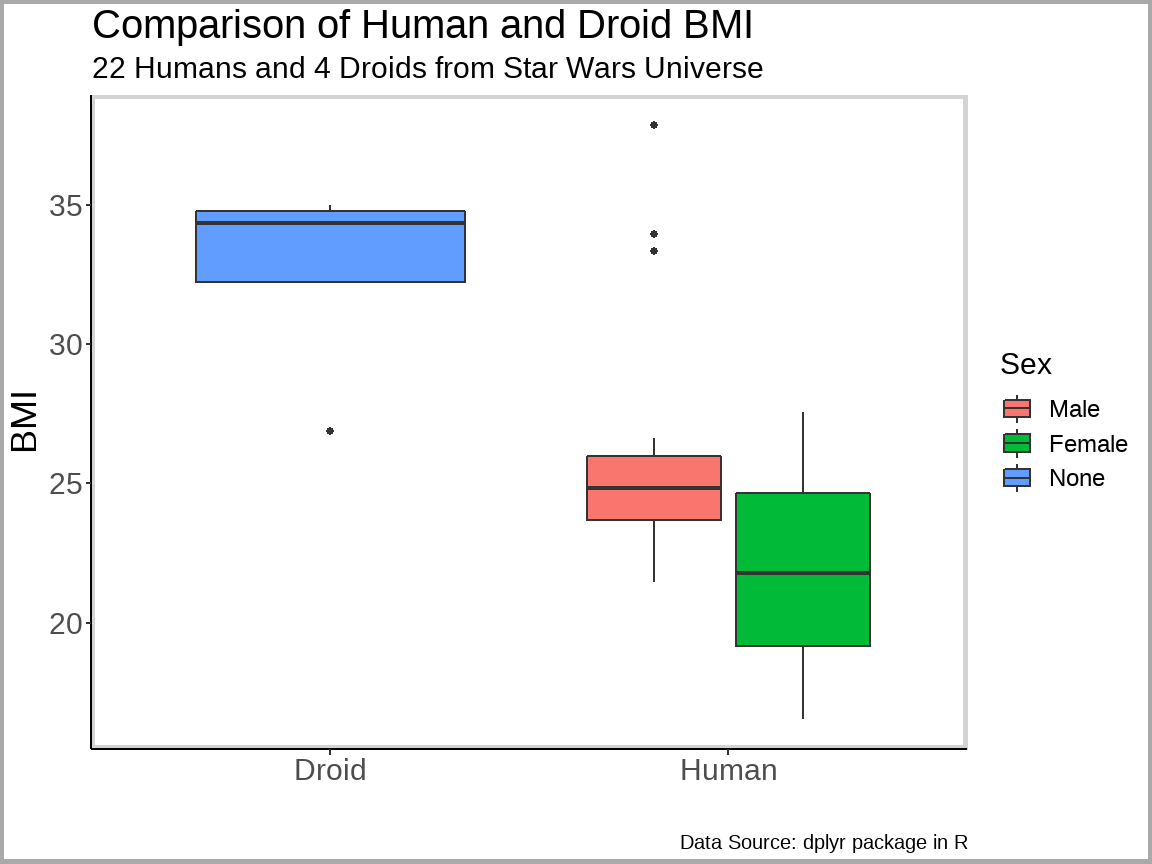 Comparison of Human and Droid BMI
22 Humans and 4 Droids from Star Wars Universe
35
30
25
20
BMI
Droid
Human
Sex
Male
Female
None
Data Source: dplyr package in R